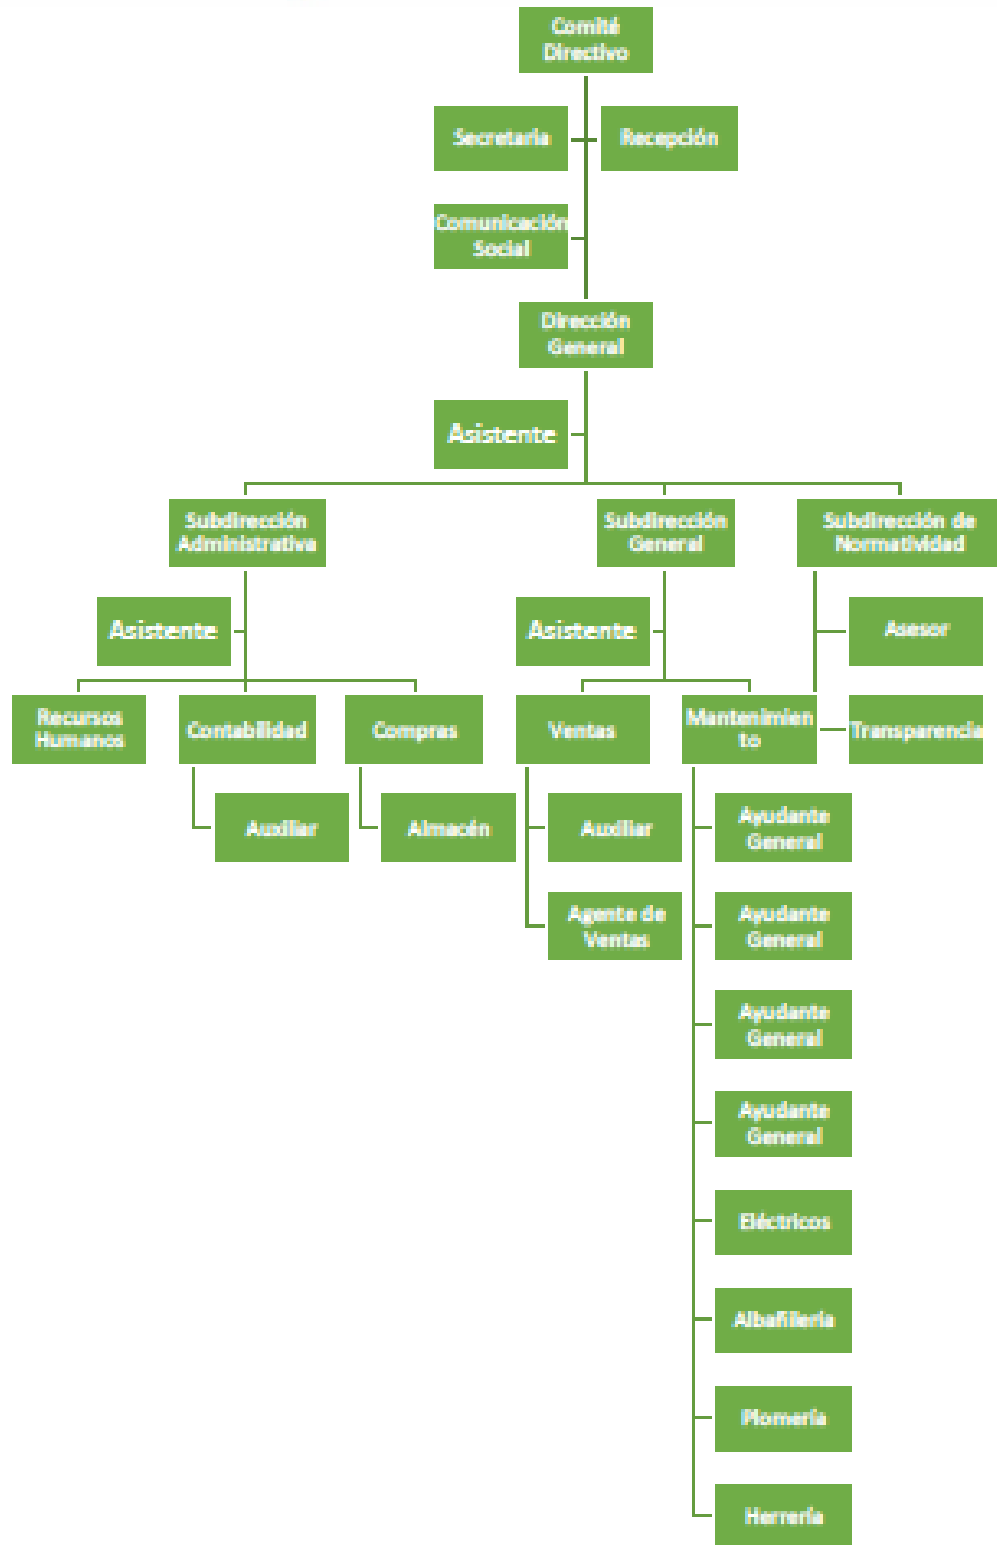 Comité
Directivo
Secretaria
Recepción
Comunicación
Social
Dirección
General
Asistente
Subdirección
Administrativa
Subdirección
General
Subdirección de
Normatividad
Asistente
Asistente
Asesor
Recursos
Humanos
Contabilidad
Compras
Ventas
Mantenimien
to
Transparencia
Auxiliar
Almacén
Auxiliar
Ayudante
General
Agente de
Ventas
Ayudante
General
Ayudante
General
Ayudante
General
Eléctricos
Albañilería
Plomería
Herrería